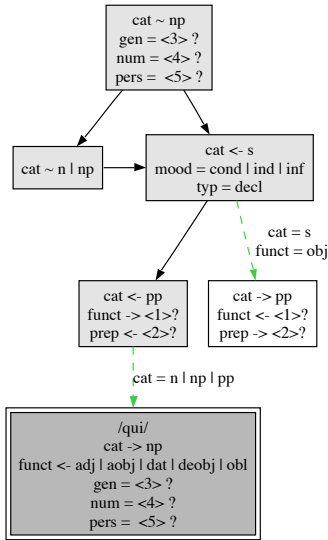 cat ~ np
gen = <3> ?
num = <4> ?
pers =  <5> ?
cat ~ n | np
cat <- s
mood = cond | ind | inf
typ = decl
cat = s
funct = obj
cat <- pp
funct -> <1>?
prep <- <2>?
cat -> pp
funct <- <1>?
prep -> <2>?
cat = n | np | pp
/qui/
cat -> np
funct <- adj | aobj | dat | deobj | obl
gen = <3> ?
num = <4> ?
pers =  <5> ?